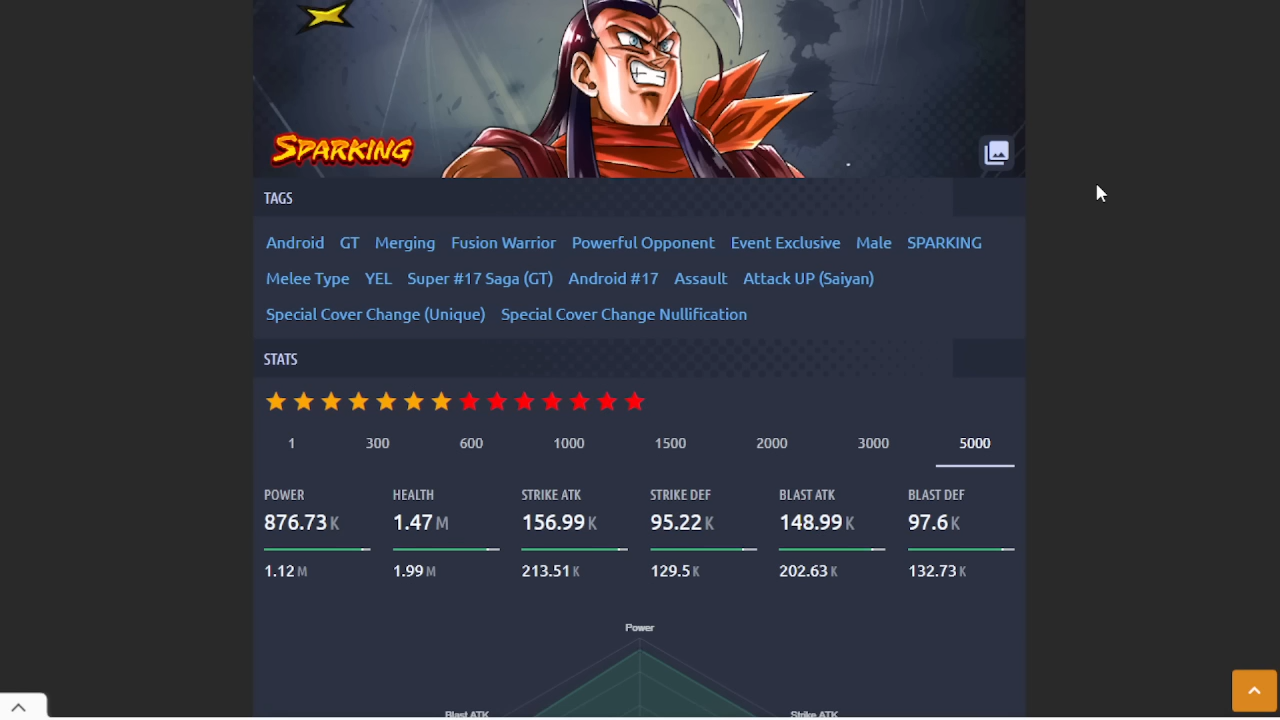 SPARKING
TAGS
Android GT Merging Fusion Warrior Powerful Opponent Event Exclusive Male SPARKING
Melee Type YEL Super #17 Saga (GT) Android #17 Assault Attack UP (Saiyan)
Special Cover Change (Unique) Special Cover Change Nullification
STATS
1 300 600 1000 1500 2000 3000 5000
POWER HEALTH STRIKE ATK STRIKE DEF BLAST ATK BLAST DEF
876.73 K 1.47 M 156.99 K 95.22 K 148.99 K 97.6 K
1.12 M 1.99 M 213.51 K 129.5 K 202.63 K 132.73 K
Power
Blast ATK Strike ATK